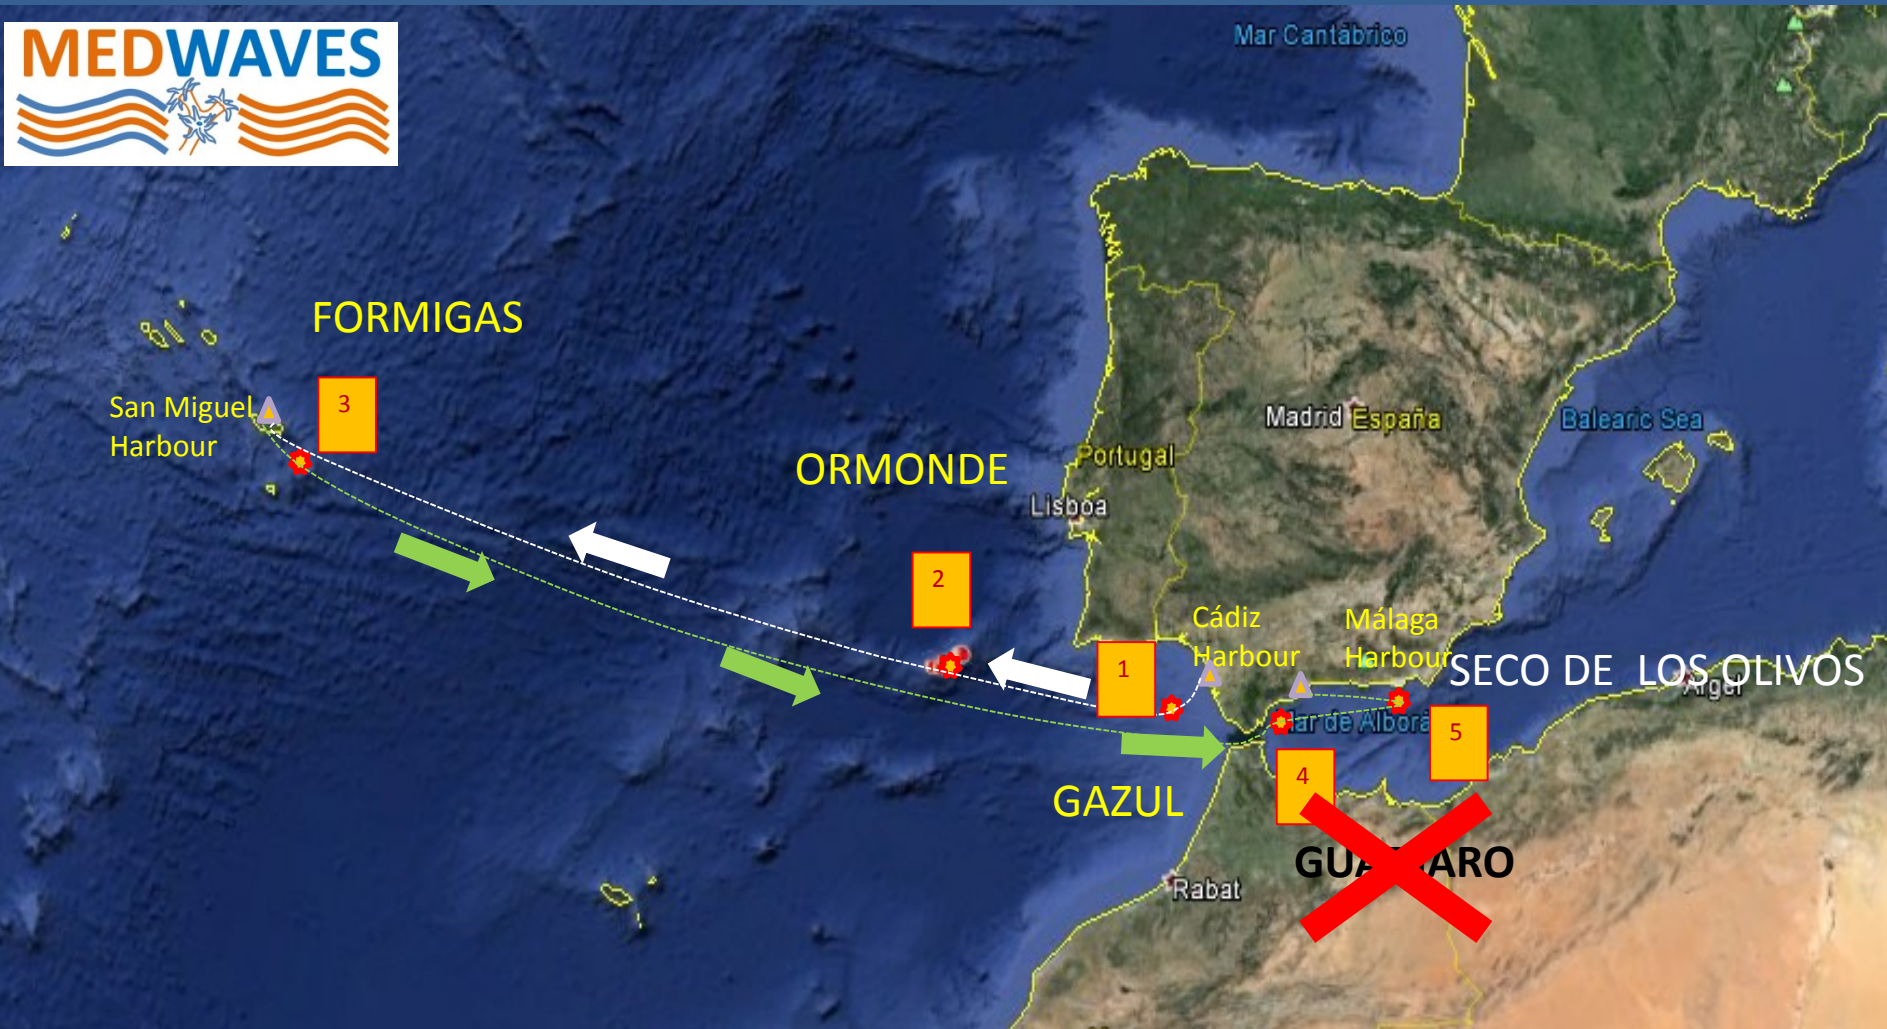 MEDWAVES
Mar Cantábrico
FORMIGAS
San Miguel
Harbour
3
Madrid
España
Balearic Sea
Portugal
ORMONDE
Lisboa
2
Cádiz
Harbour
Málaga
Harbour
1
SECO DE LOS OLIVOS
Arger
5
4
GAZUL
Rabat